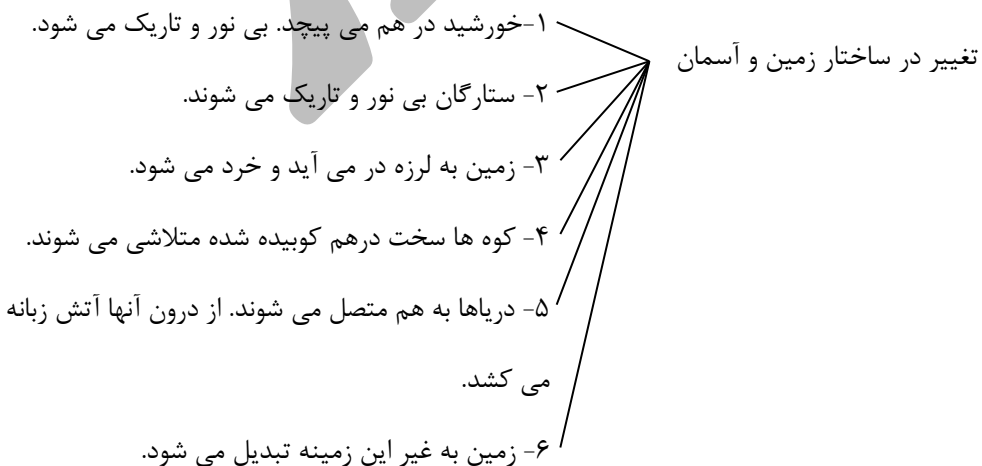 ۱-خورشید در هم می پیچد. بی نور و تاریک می شود.
تغییر در ساختار زمین و آسمان
۲- ستارگان بی نور و تاریک می شوند.
۳- زمین به لرزه در می آید و خرد می شود.
۴- کوه ها سخت درهم کوبیده شده متلاشی می شوند.
۵- دریاها به هم متصل می شوند. از درون آنها آتش زبانه
می کشد.
۶- زمین به غیر این زمینه تبدیل می شود.